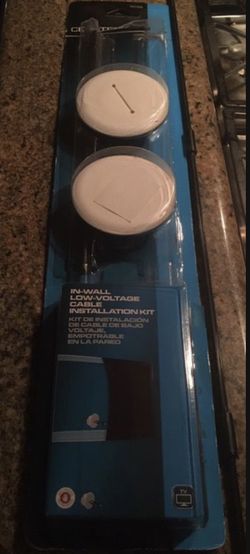 IN-WALL
LOW-VOLTAGE
CABLE
INSTALLATION KIT
KIT DE INSTALACIÓN
DE CABLE DE BAJO
VOLTAJE,
EMPOTRABLE
EN LA PARED
TV